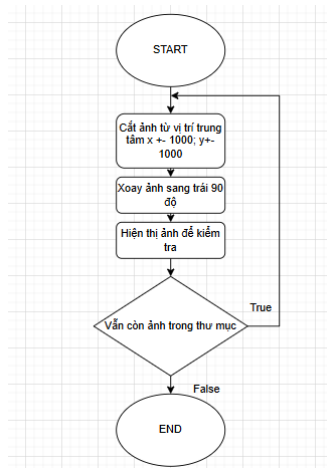 START
Cắt ảnh từ vị trí trung
tâm x +- 1000; y+-
1000
Xoay ảnh sang trái 90
độ
Hiện thị ảnh để kiểm
tra
Vẫn còn ảnh trong thư mục
True
False
END